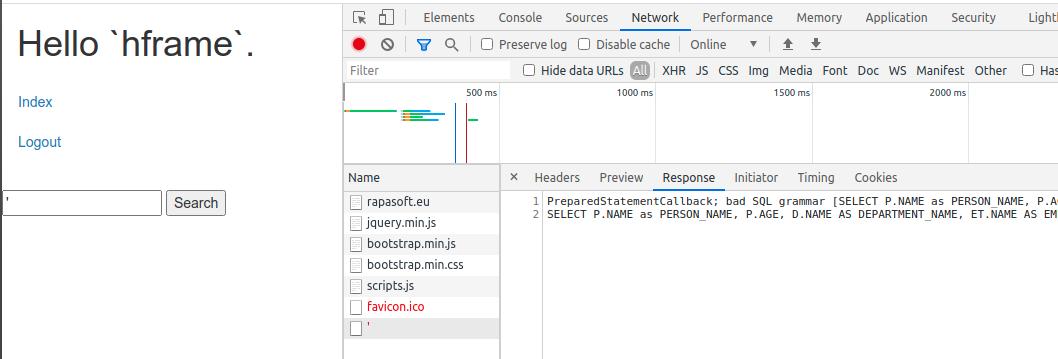 Hello `hframe`.
Index
Logout
'
Search
Elements Console Sources Network Performance Memory Application Security Light
Preserve log Disable cache Online
Filter Hide data URLs All XHR JS CSS Img Media Font Doc WS Manifest Other Has
500 ms 1000 ms 1500 ms 2000 ms
Name
rapasoft.eu
jquery.min.js
bootstrap.min.js
bootstrap.min.css
scripts.js
favicon.ico
'
× Headers Preview Response Initiator Timing Cookies
1 PreparedStatementCallback; bad SQL grammar [SELECT P.NAME as PERSON_NAME, P.A
2 SELECT P.NAME as PERSON_NAME, P.AGE, D.NAME AS DEPARTMENT_NAME, ET.NAME AS EM